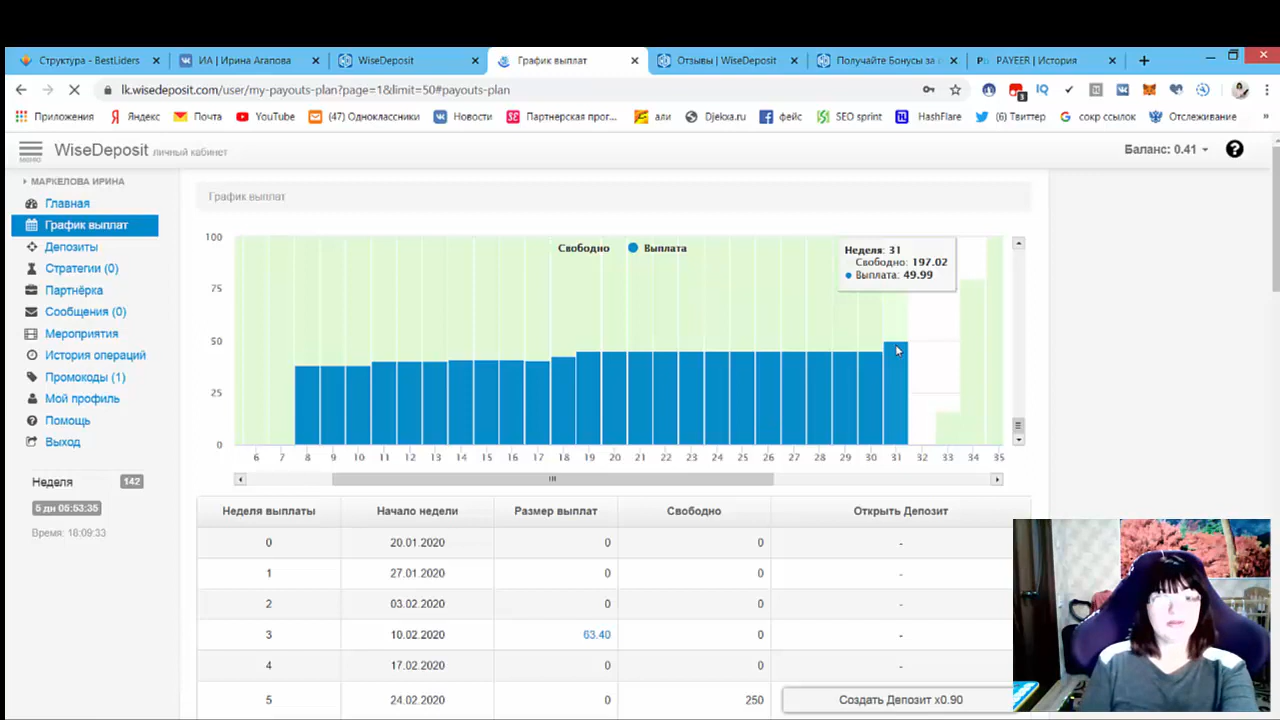 Структура - BestLiders
ИА | Ирина Агапова
WiseDeposit
График выплат
Отзывы | WiseDeposit
Получайте Бонусы за
PAYEER | История
lk.wisedeposit.com/user/my-payouts-plan?page=1&limit=50#payouts-plan
Приложения Яндекс Почта YouTube (47) Одноклассники Новости Партнерская прог... али Djeloxa.ru фейс SEO sprint HashFlare (6) Твиттер сокр ссылок Отслеживание
WiseDeposit личный кабинет
Баланс: 0.41
МЕНЮ
МАРКЕЛОВА ИРИНА
Главная
График выплат
Депозиты
Стратегии (0)
Партнёрка
Сообщения (0)
Мероприятия
История операций
Промокоды (1)
Мой профиль
Помощь
Выход
Неделя 142
5 дн 05:53:35
Время: 18:09:33
График выплат
100
75
50
25
0
Свободно Выплата
Неделя: 31
Свободно: 197.02
Выплата: 49.99
6 7 8 9 10 11 12 13 14 15 16 17 18 19 20 21 22 23 24 25 26 27 28 29 30 31 32 33 34 35
Неделя выплаты Начало недели Размер выплат Свободно Открыть Депозит
0 20.01.2020 0 0 -
1 27.01.2020 0 0 -
2 03.02.2020 0 0 -
3 10.02.2020 63.40 0 -
4 17.02.2020 0 0 -
5 24.02.2020 0 250 Создать Депозит x0.90